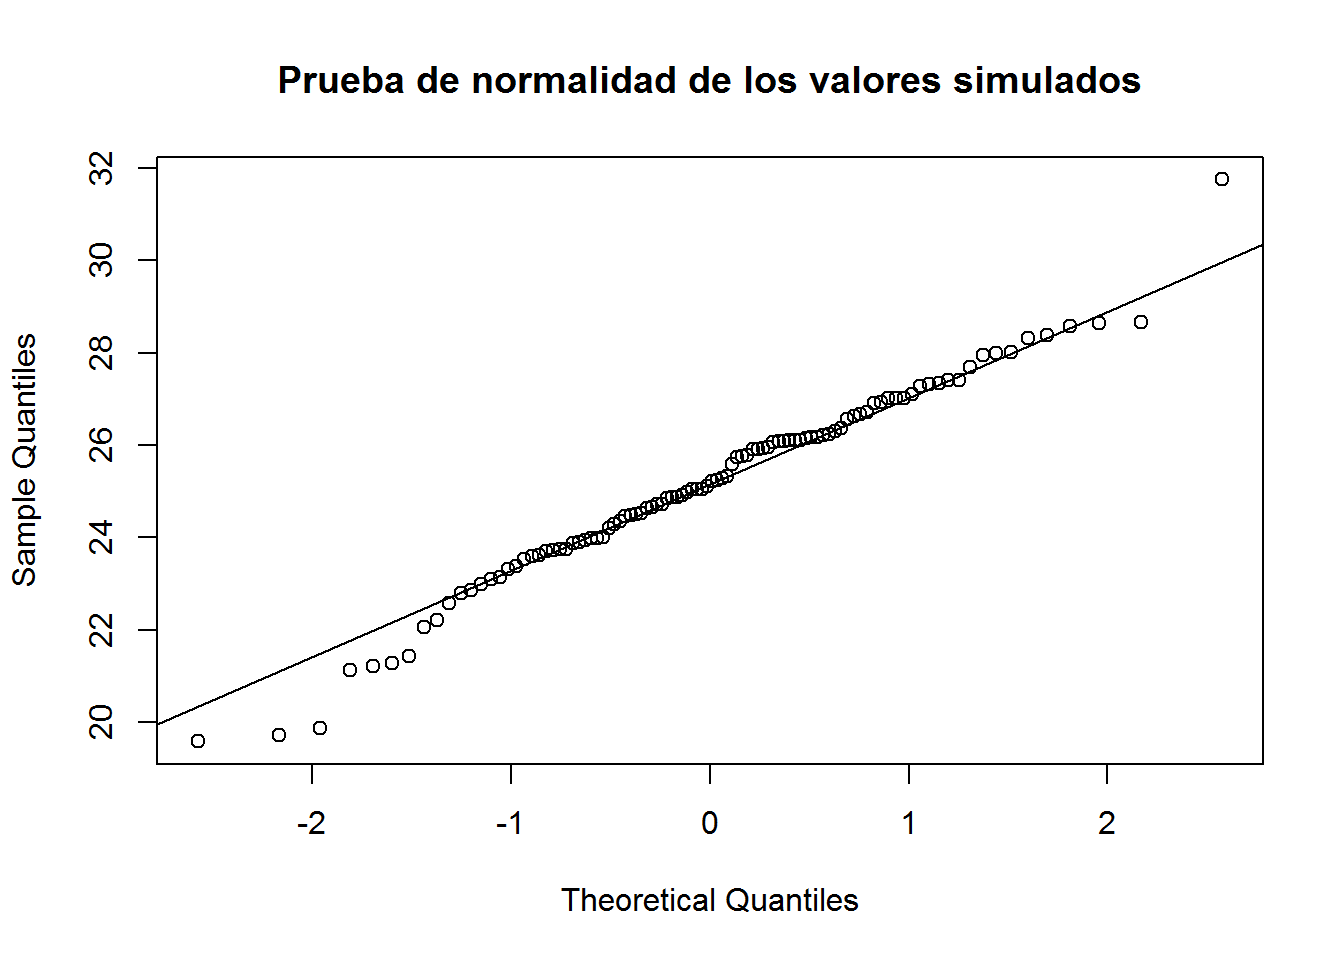 Prueba de normalidad de los valores simulados
32
30
28
26
24
22
20
Sample Quantiles
-2 -1 0 1 2
Theoretical Quantiles